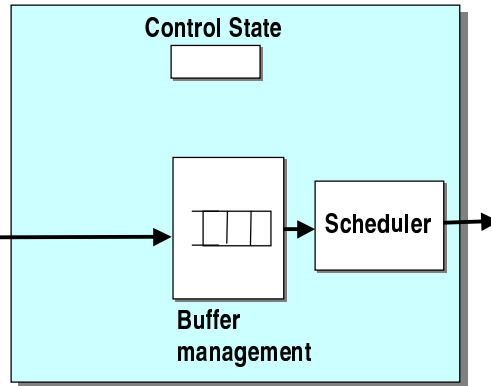 Control State
Scheduler
Buffer
management